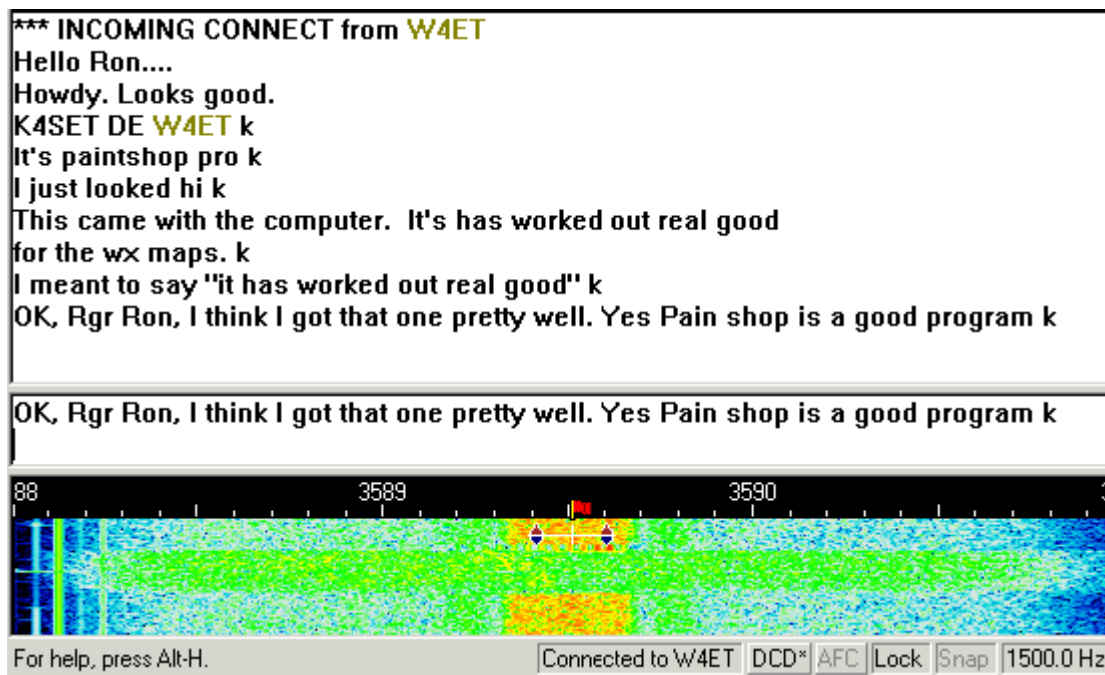 *** INCOMING CONNECT from W4ET
Hello Ron....
Howdy. Looks good.
K4SET DE W4ET k
It's paintshop pro k
I just looked hi k
This came with the computer.  It's has worked out real good
for the wx maps. k
I meant to say "it has worked out real good" k
OK, Rgr Ron, I think I got that one pretty well. Yes Pain shop is a good program k
OK, Rgr Ron, I think I got that one pretty well. Yes Pain shop is a good program k
88 3589 3590
For help, press Alt-H. Connected to W4ET DCD* AFC Lock Snap 1500.0 Hz